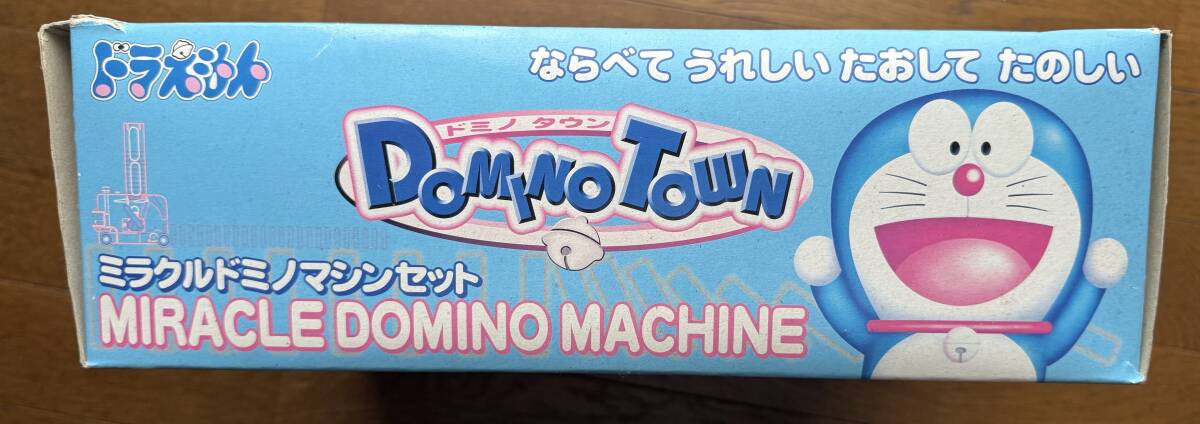 ドラえもん
ならべて うれしい たおして たのしい
ドミノ タウン
DOMINO TOWN
ミラクルドミノマシンセット
MIRACLE DOMINO MACHINE